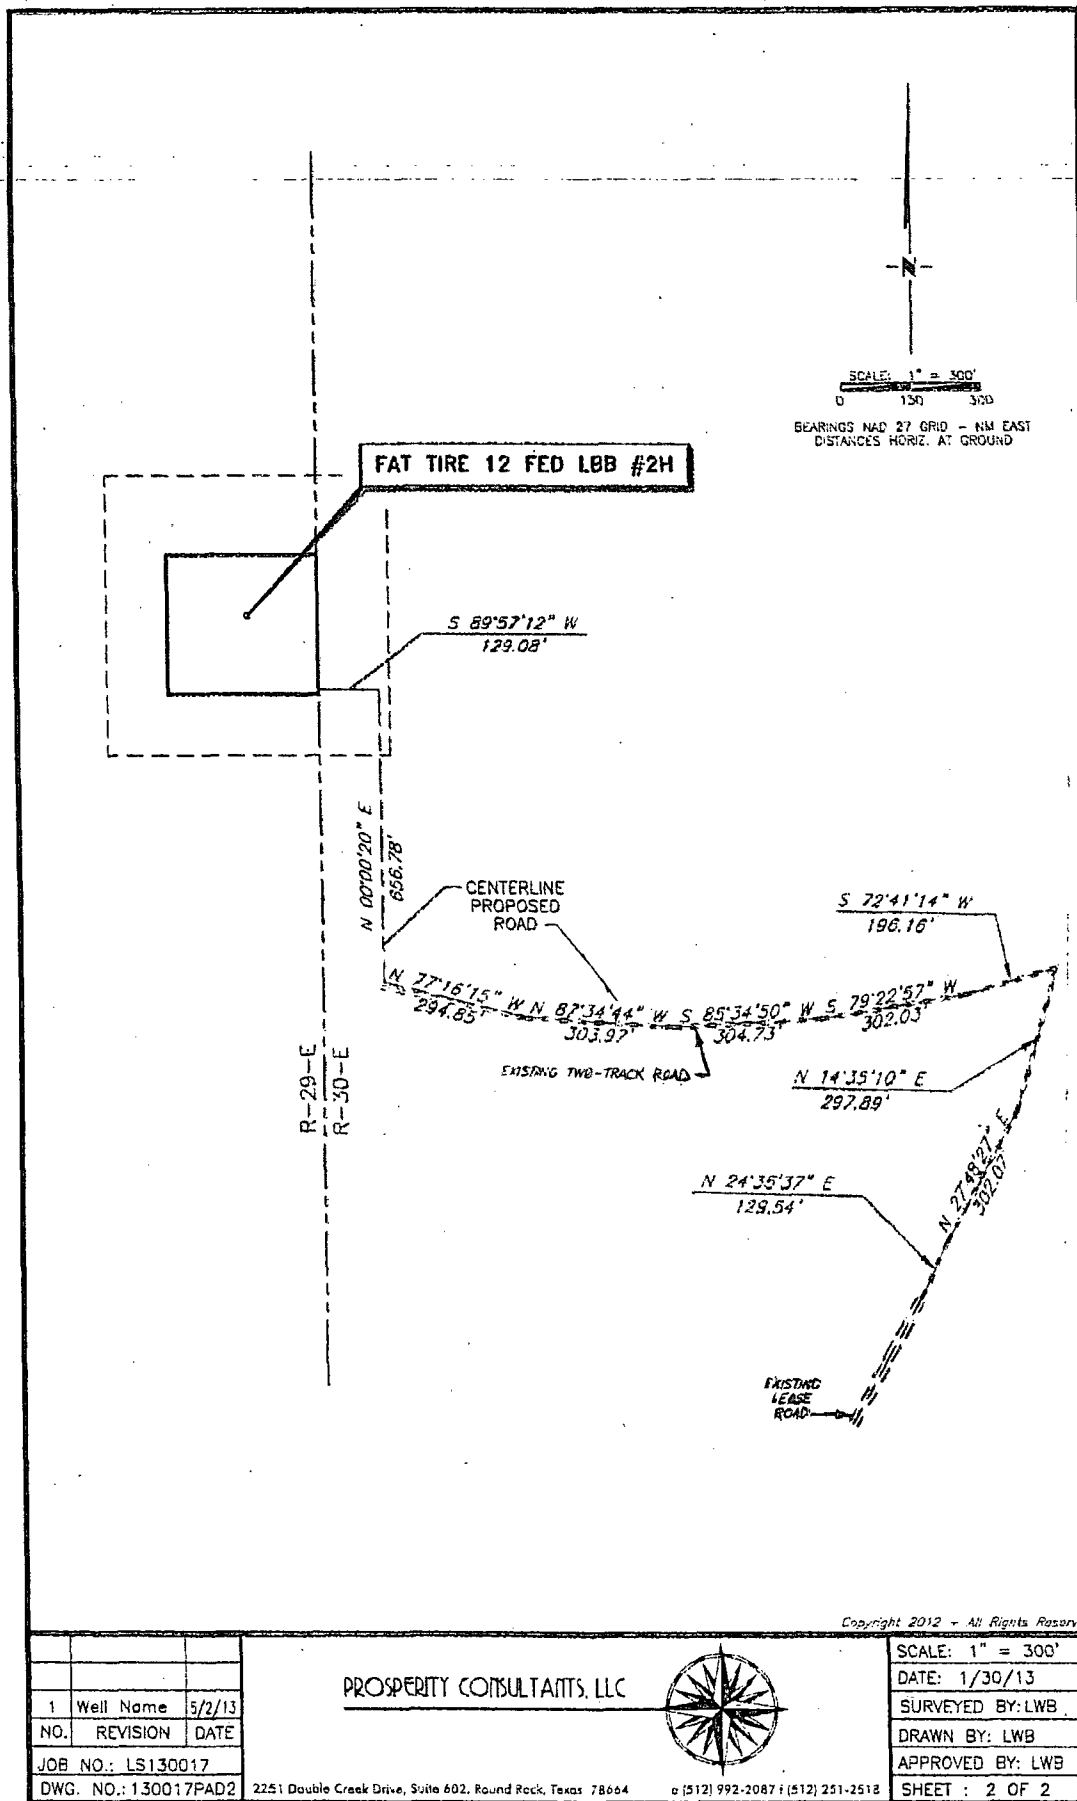 N
SCALE: 1" = 300'
0 150 300
BEARINGS NAD 27 GRID - NM EAST
DISTANCES HORIZ. AT GROUND
FAT TIRE 12 FED LBB #2H
S 89°57'12" W
129.08'
N 00°00'20" E
656.78'
CENTERLINE
PROPOSED
ROAD
S 72°41'14" W
196.16'
N 77°16'15" W
294.85'
N 87°34'44" W
303.97'
S 85°34'50" W
304.73'
S 79°22'57" W
302.03'
EXISTING TWO-TRACK ROAD
N 14°35'10" E
297.89'
R-29-E
R-30-E
N 27°48'27" E
302.07'
N 24°35'37" E
129.54'
EXISTING
LEASE
ROAD
Copyright 2012 - All Rights Reserv
1 Well Name 5/2/13
NO. REVISION DATE
JOB NO.: LS130017
DWG. NO.: 130017PAD2
PROSPERITY CONSULTANTS, LLC
2251 Double Creek Drive, Suite 602, Round Rock, Texas 78664 o (512) 992-2087 f (512) 251-2518
SCALE: 1" = 300'
DATE: 1/30/13
SURVEYED BY: LWB
DRAWN BY: LWB
APPROVED BY: LWB
SHEET : 2 OF 2